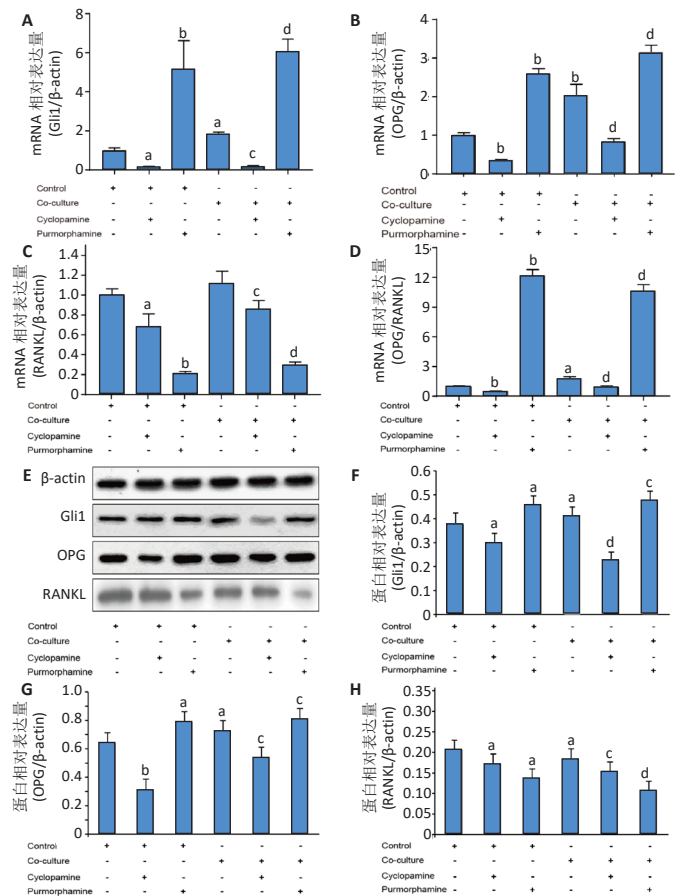 A
mRNA 相对表达量
(Gli1/β-actin)
8
6
4
2
0
a
b
a
c
d
Control + + + - - -
Co-culture - - - + + +
Cyclopamine - + - - + -
Purmorphamine - - + - - +
B
mRNA 相对表达量
(OPG/β-actin)
4
3
2
1
0
b
b
b
d
d
Control + + + - - -
Co-culture - - - + + +
Cyclopamine - + - - + -
Purmorphamine - - + - - +
C
mRNA 相对表达量
(RANKL/β-actin)
1.4
1.2
1.0
0.8
0.6
0.4
0.2
0
a
b
c
d
Control + + + - - -
Co-culture - - - + + +
Cyclopamine - + - - + -
Purmorphamine - - + - - +
D
mRNA 相对表达量
(OPG/RANKL)
15
12
9
6
3
0
b
b
a
d
d
Control + + + - - -
Co-culture - - - + + +
Cyclopamine - + - - + -
Purmorphamine - - + - - +
E
β-actin
Gli1
OPG
RANKL
Control + + + - - -
Co-culture - - - + + +
Cyclopamine - + - - + -
Purmorphamine - - + - - +
F
蛋白相对表达量
(Gli1/β-actin)
0.6
0.5
0.4
0.3
0.2
0.1
0
a
a
a
d
c
Control + + + - - -
Co-culture - - - + + +
Cyclopamine - + - - + -
Purmorphamine - - + - - +
G
蛋白相对表达量
(OPG/β-actin)
1.0
0.8
0.6
0.4
0.2
0
b
a
a
c
c
Control + + + - - -
Co-culture - - - + + +
Cyclopamine - + - - + -
Purmorphamine - - + - - +
H
蛋白相对表达量
(RANKL/β-actin)
0.35
0.30
0.25
0.20
0.15
0.10
0.05
0.00
a
a
a
c
d
Control + + + - - -
Co-culture - - - + + +
Cyclopamine - + - - + -
Purmorphamine - - + - - +